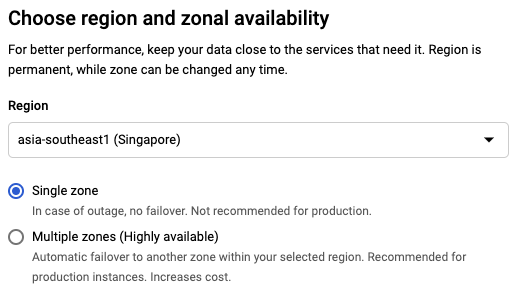 Choose region and zonal availability
For better performance, keep your data close to the services that need it. Region is
permanent, while zone can be changed any time.
Region
asia-southeast1 (Singapore)
Single zone
In case of outage, no failover. Not recommended for production.
Multiple zones (Highly available)
Automatic failover to another zone within your selected region. Recommended for
production instances. Increases cost.